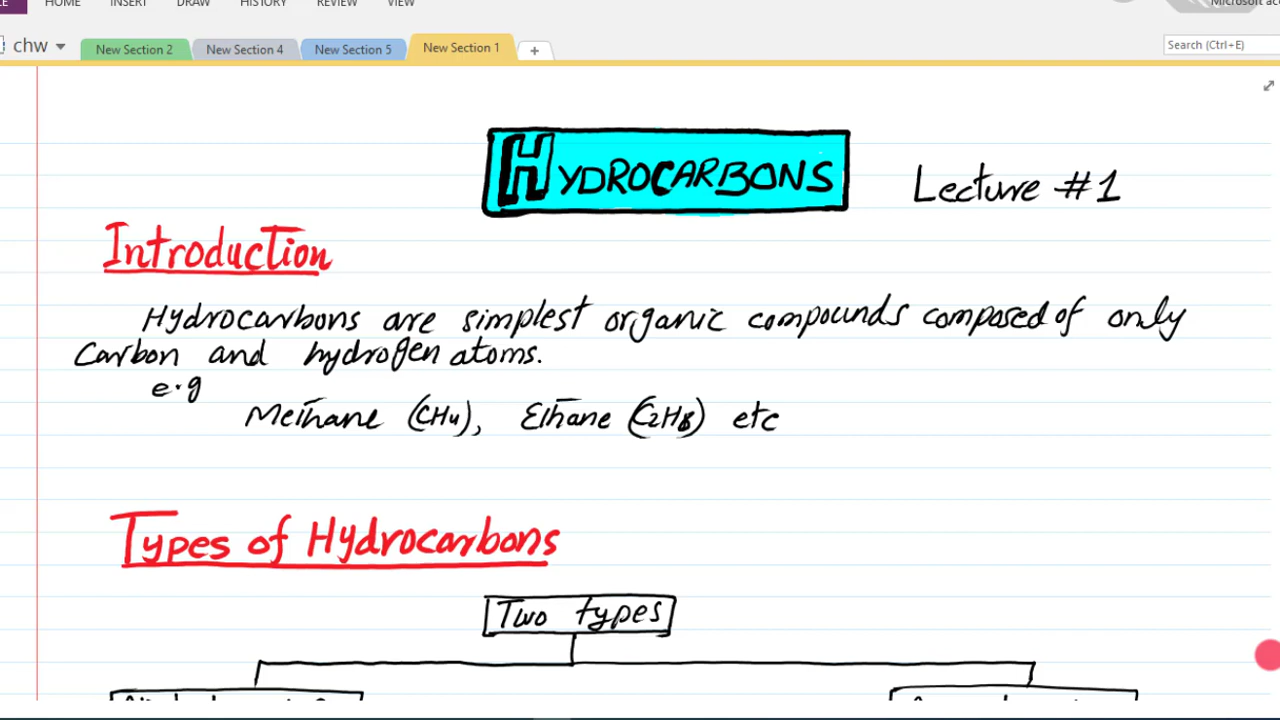 HOME INSERT DRAW HISTORY REVIEW VIEW
chw New Section 2 New Section 4 New Section 5 New Section 1 + Search (Ctrl+E)
HYDROCARBONS
Lecture #1
Introduction
Hydrocarbons are simplest organic compounds composed of only
Carbon and hydrogen atoms.
e.g
Methane (CH4), Ethane (C2H6) etc
Types of Hydrocarbons
Two types